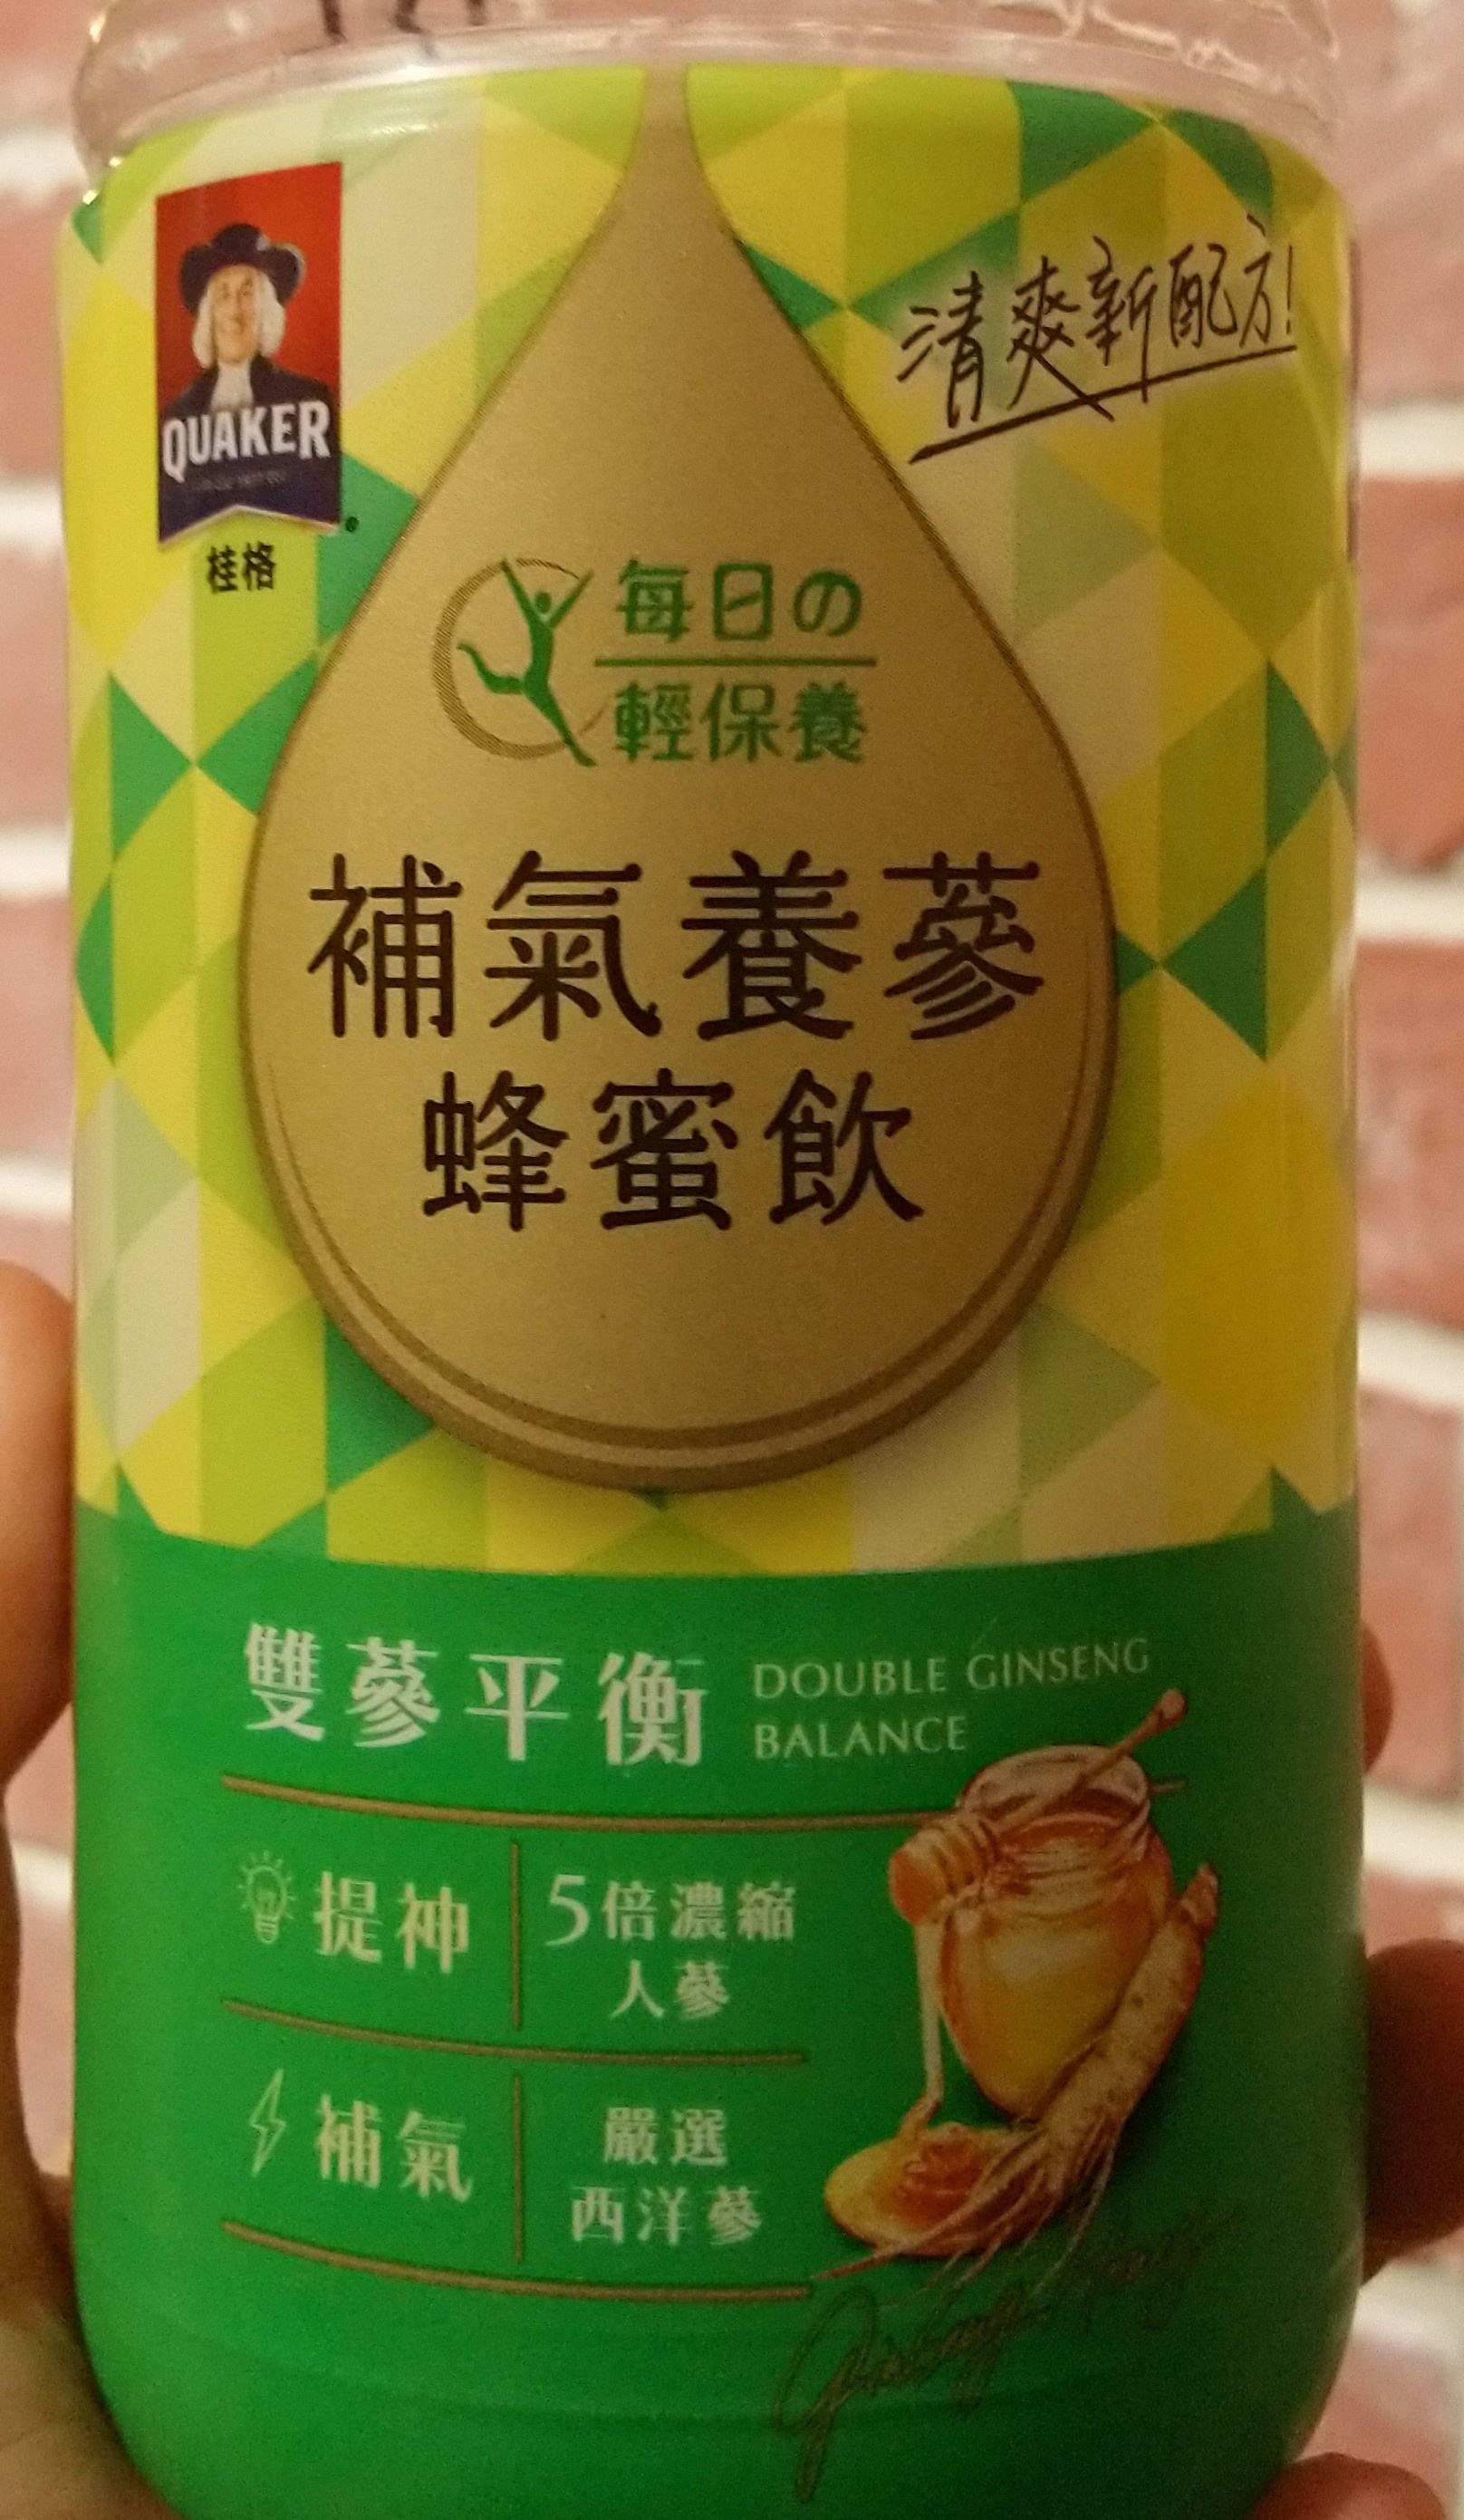 清爽新配方!
QUAKER
桂格
每日の
輕保養
補氣養蔘
蜂蜜飲
雙蔘平衡
DOUBLE GINSENG
BALANCE
提神
5倍濃縮
人蔘
補氣
嚴選
西洋蔘